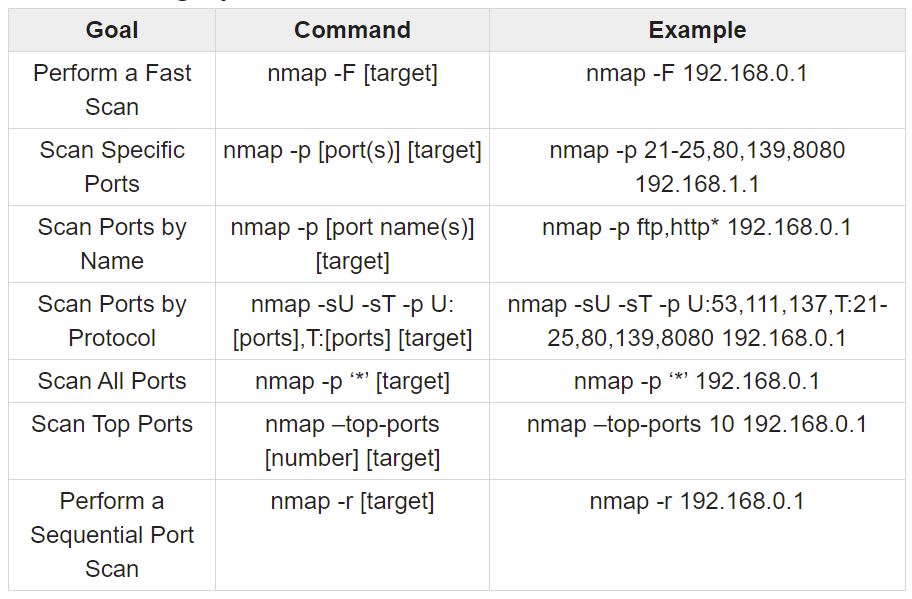 Goal Command Example
Perform a Fast
Scan
nmap -F [target]
nmap -F 192.168.0.1
Scan Specific
Ports
nmap -p [port(s)] [target]
nmap -p 21-25,80,139,8080
192.168.1.1
Scan Ports by
Name
nmap -p [port name(s)]
[target]
nmap -p ftp,http* 192.168.0.1
Scan Ports by
Protocol
nmap -sU -sT -p U:
[ports],T:[ports] [target]
nmap -sU -sT -p U:53,111,137,T:21-
25,80,139,8080 192.168.0.1
Scan All Ports
nmap -p ‘*’ [target]
nmap -p ‘*’ 192.168.0.1
Scan Top Ports
nmap –top-ports
[number] [target]
nmap –top-ports 10 192.168.0.1
Perform a
Sequential Port
Scan
nmap -r [target]
nmap -r 192.168.0.1